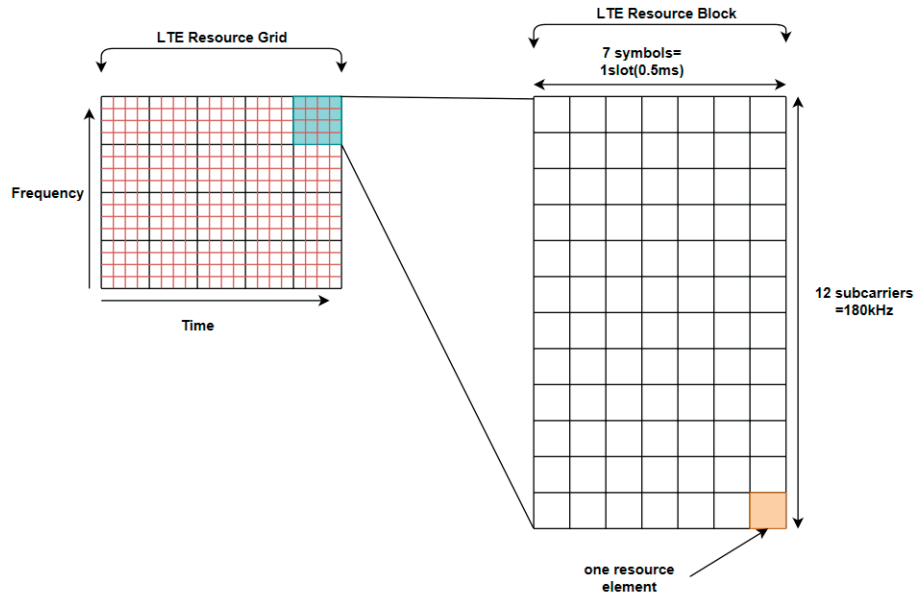 LTE Resource Grid
LTE Resource Block
7 symbols=
1slot(0.5ms)
Frequency
Time
12 subcarriers
=180kHz
one resource
element